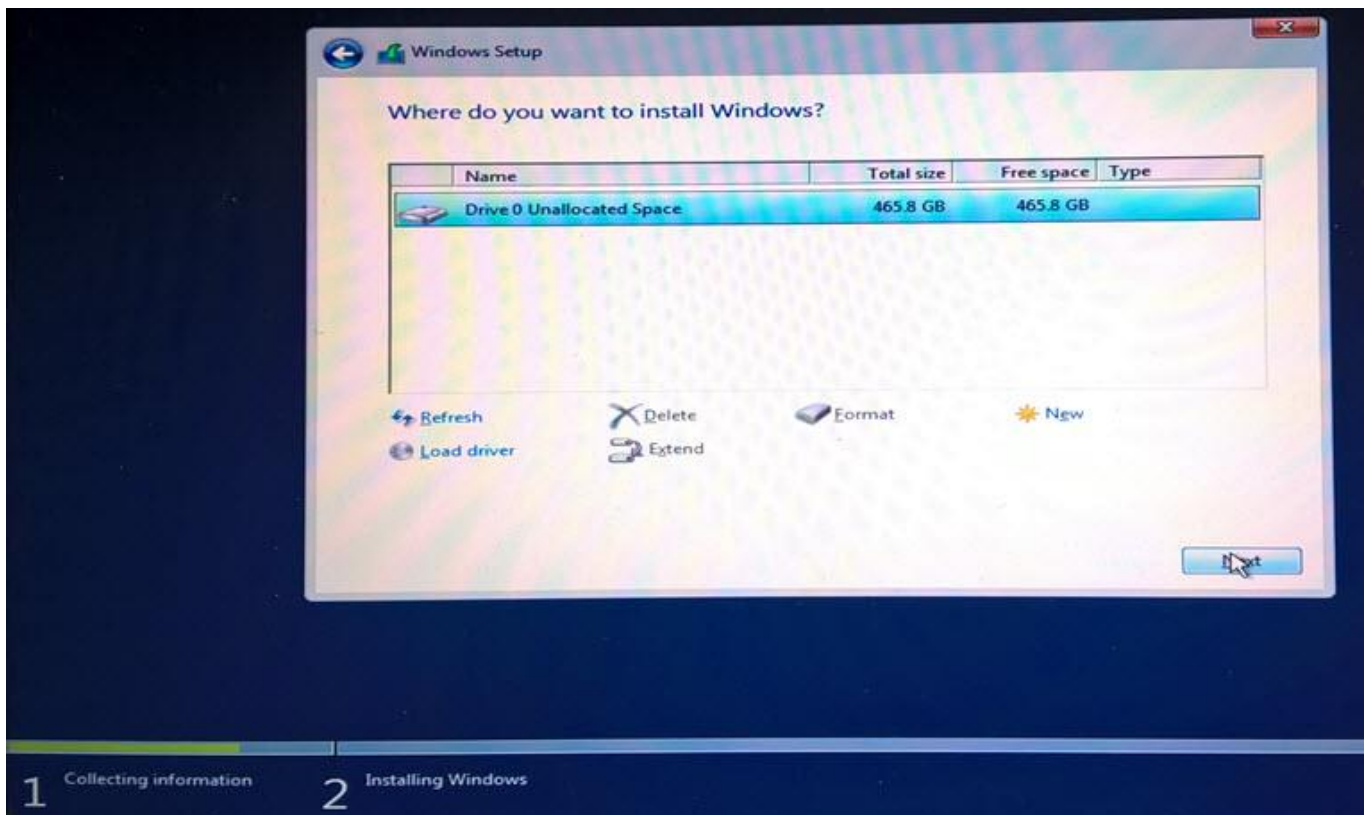 Windows Setup
Where do you want to install Windows?
Name Total size Free space Type
Drive 0 Unallocated Space 465.8 GB 465.8 GB
Refresh Delete Format New
Load driver Extend
Next
1 Collecting information 2 Installing Windows